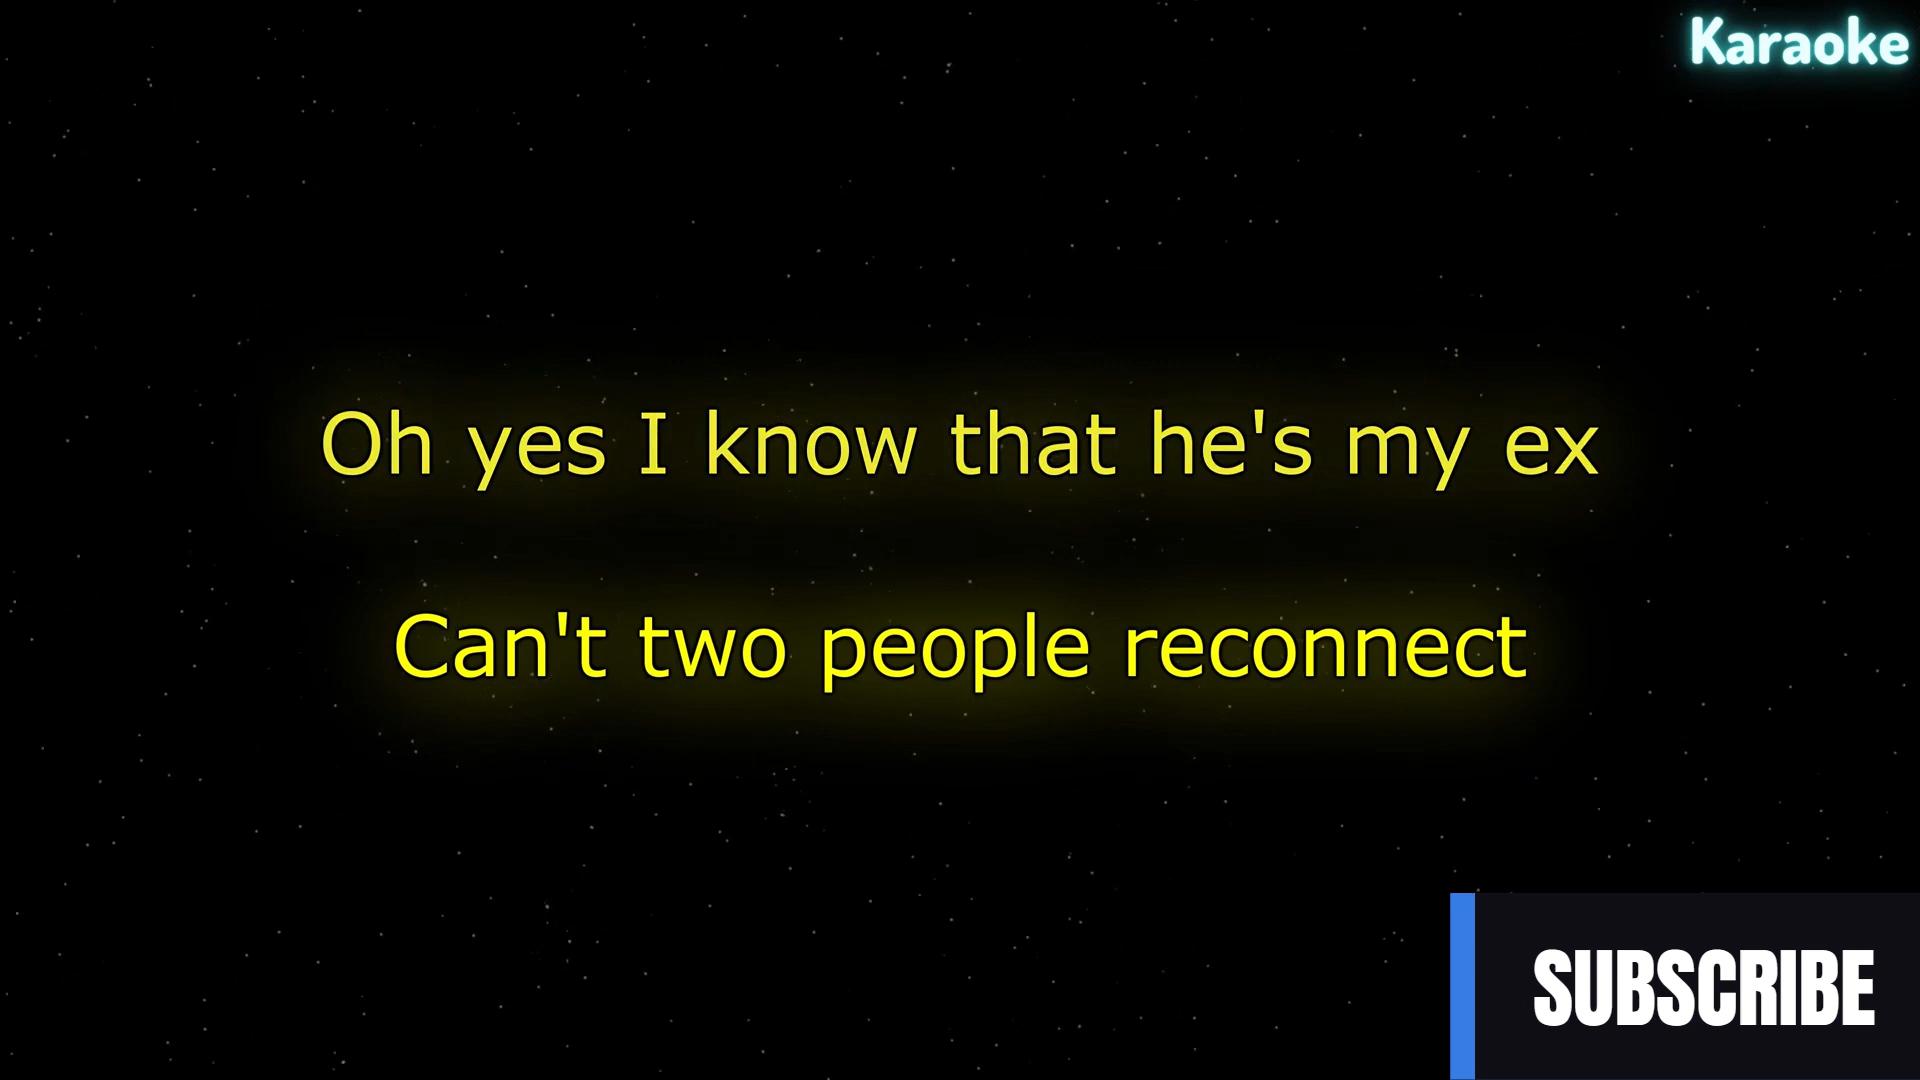 Karaoke
Oh yes I know that he's my ex
Can't two people reconnect
SUBSCRIBE